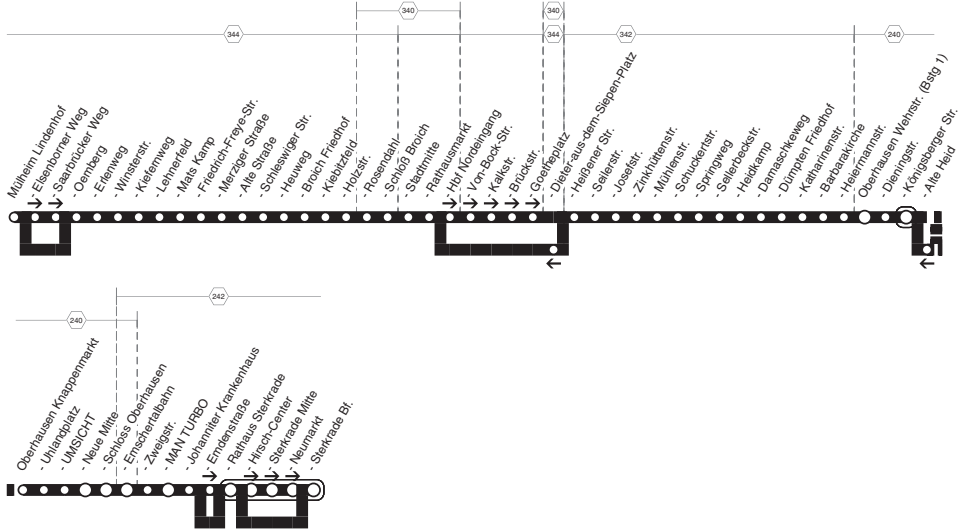 340
340
344
344
342
240
Mülheim Lindenhof
- Elsenborner Weg
- Saarbrücker Weg
- Oemberg
- Erlenweg
- Winsterstr.
- Kiefernweg
- Lehnerfeld
- Mats Kamp
- Friedrich-Freye-Str.
- Merziger Straße
- Alte Straße
- Schleswiger Str.
- Heuweg
- Broich Friedhof
- Kiebitzfeld
- Holzstr.
- Rosendahl
- Schloß Broich
- Stadtmitte
- Rathausmarkt
- Hbf Nordeingang
- Von-Bock-Str.
- Kalkstr.
- Brückstr.
- Goetheplatz
- Dieter-aus-dem-Siepen-Platz
- Heißener Str.
- Seilerstr.
- Josefstr.
- Zinkhüttenstr.
- Mühlenstr.
- Schuckertstr.
- Springweg
- Sellerbeckstr.
- Heidkamp
- Damaschkeweg
- Dümpten Friedhof
- Katharinenstr.
- Barbarakirche
- Heiermannstr.
Oberhausen Wehrstr. (Bstg 1)
- Dieningstr.
- Königsberger Str.
- Alte Heid
242
240
Oberhausen Knappenmarkt
- Uhlandplatz
- UMSICHT
- Neue Mitte
- Schloss Oberhausen
- Emschertalbahn
- Zweigstr.
- MAN TURBO
- Johanniter Krankenhaus
- Emdenstraße
- Rathaus Sterkrade
- Hirsch-Center
- Sterkrade Mitte
- Neumarkt
- Sterkrade Bf.